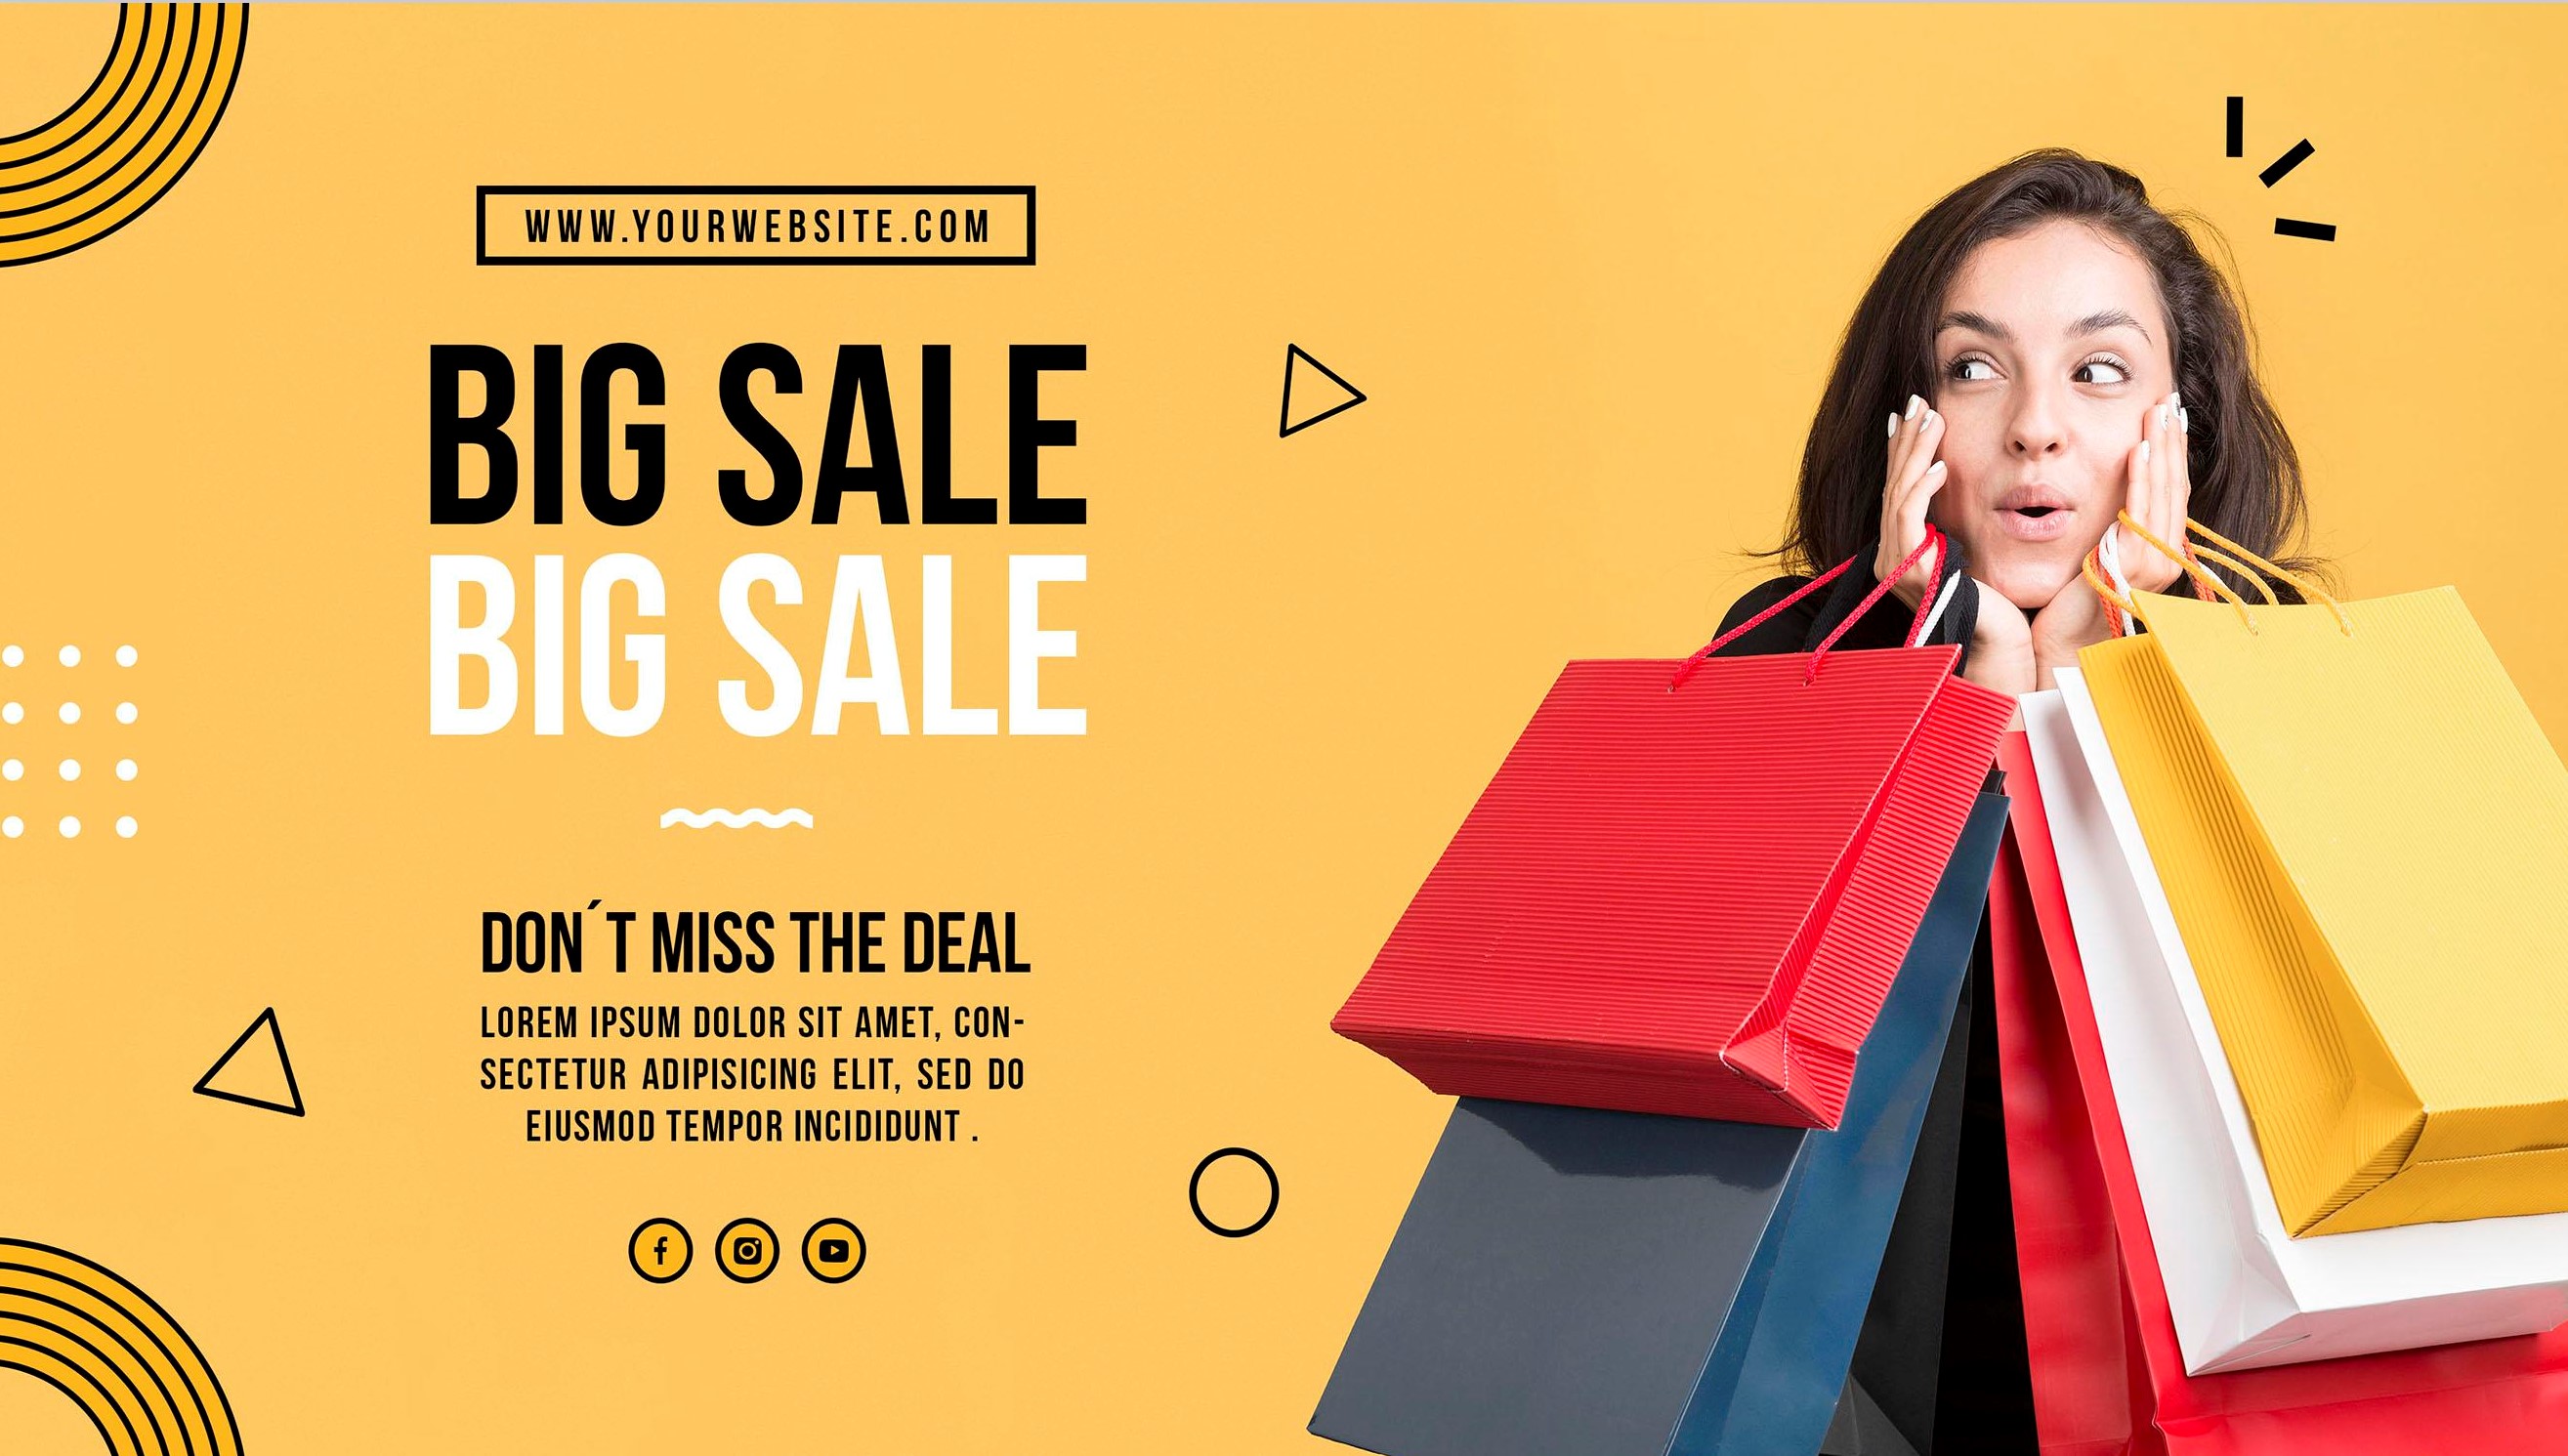 WWW.YOURWEBSITE.COM
BIG SALE
BIG SALE
DON´T MISS THE DEAL
LOREM IPSUM DOLOR SIT AMET, CON-
SECTETUR ADIPISICING ELIT, SED DO
EIUSMOD TEMPOR INCIDIDUNT .